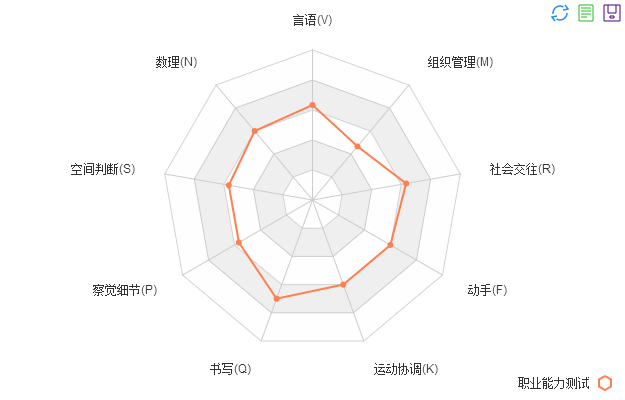 言语(V)
数理(N)
组织管理(M)
空间判断(S)
社会交往(R)
察觉细节(P)
动手(F)
书写(Q)
运动协调(K)
职业能力测试